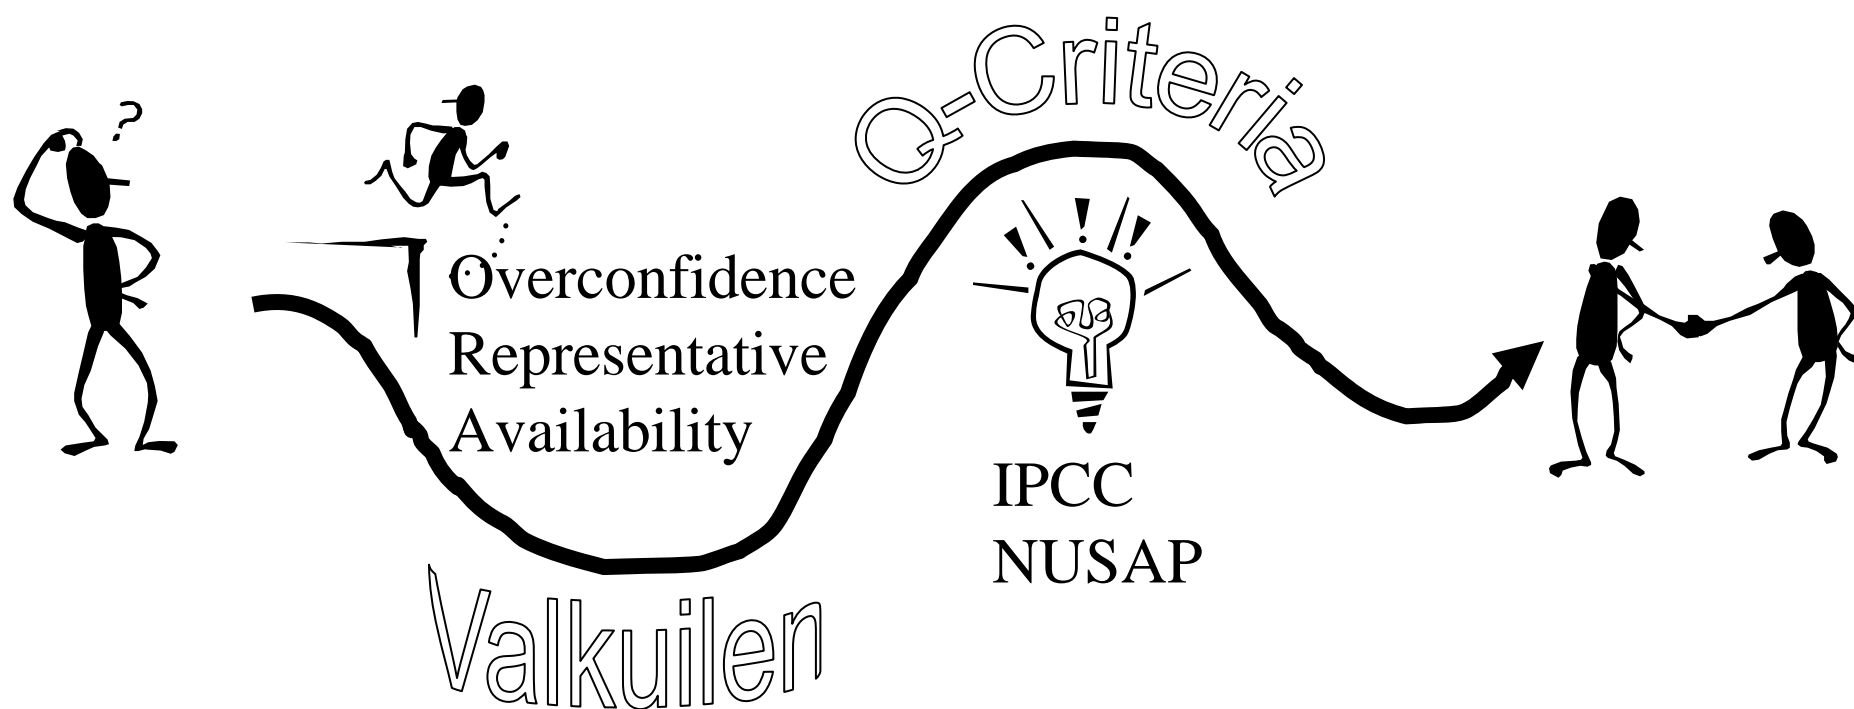 ?
Q-Criteria
Overconfidence
Representative
Availability
IPCC
NUSAP
Valkuilen